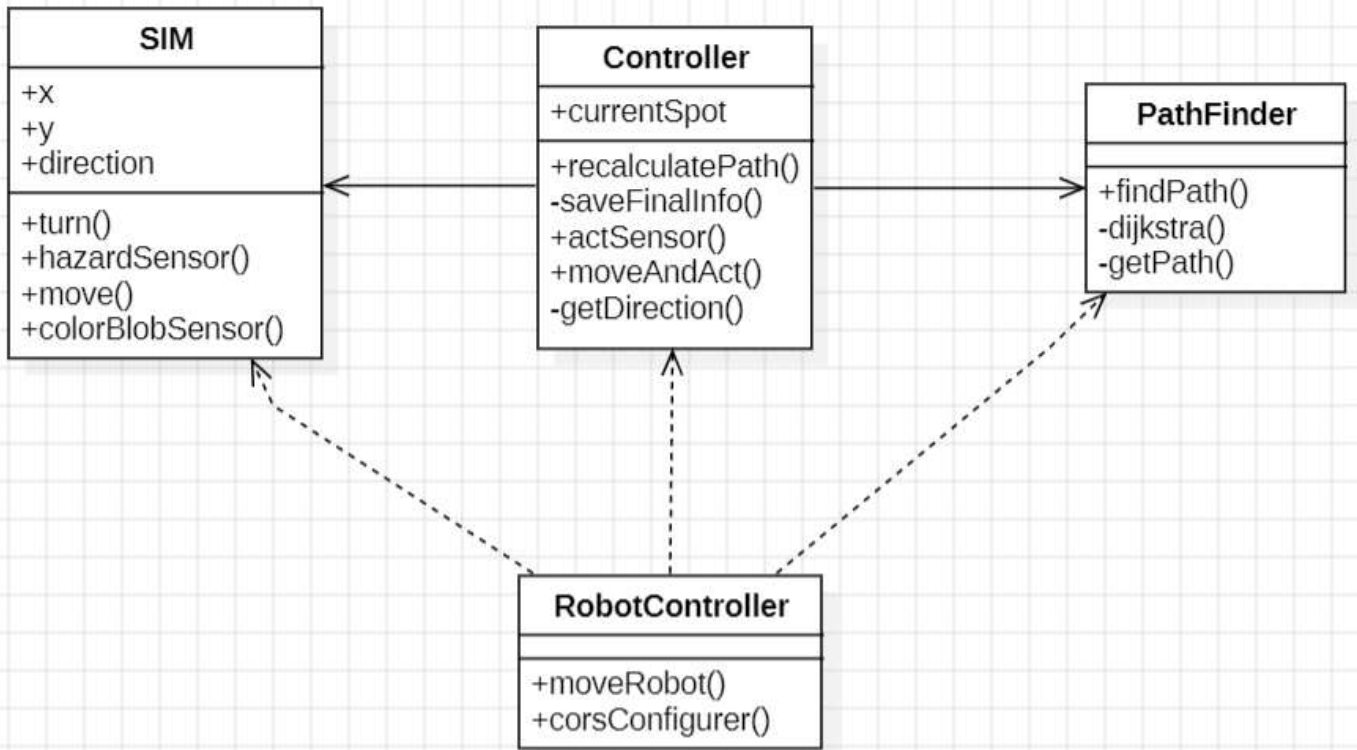 SIM
+x
+y
+direction
+turn()
+hazardSensor()
+move()
+colorBlobSensor()
Controller
+currentSpot
+recalculatePath()
-saveFinalInfo()
+actSensor()
+moveAndAct()
-getDirection()
PathFinder
+findPath()
-dijkstra()
-getPath()
RobotController
+moveRobot()
+corsConfigurer()